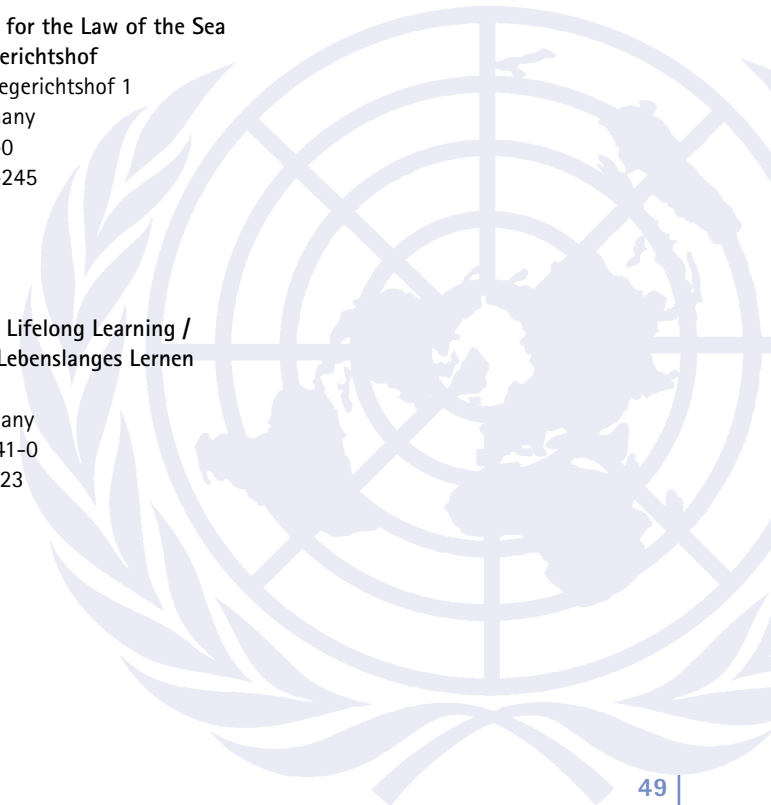 for the Law of the Sea
erichtshof
egerichtshof 1
any
-0
-245
Lifelong Learning /
Lebenslanges Lernen
any
41-0
23
49